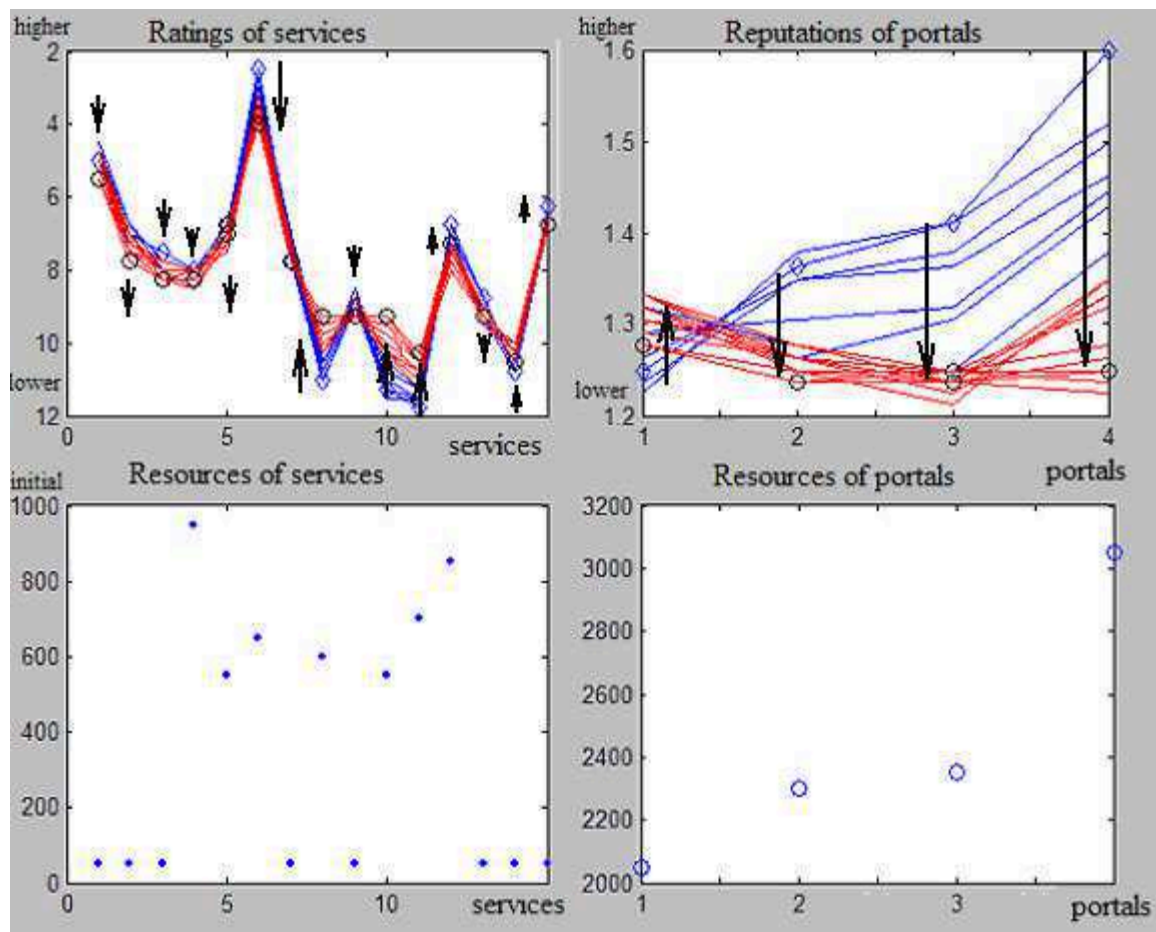 higher Ratings of services
2
4
6
8
10
lower
12
0 5 10
services
Reputations of portals
higher
1.6
1.5
1.4
1.3
lower
1.2
1 2 3 4
portals
Resources of services
initial
1000
800
600
400
200
0
0 5 10 services
Resources of portals
3200
3000
2800
2600
2400
2200
2000
1 2 3 portals